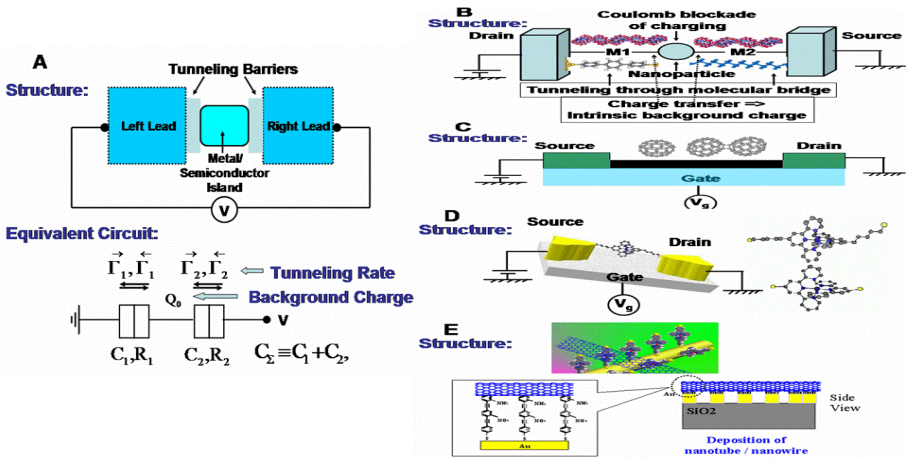 A
Structure:
Tunneling Barriers
Left Lead
Right Lead
Metal/
Semiconductor
Island
V
Equivalent Circuit:
Γ₁,Γ₁ Γ₂,Γ₂
Tunneling Rate
Q₀
Background Charge
V
C₁,R₁ C₂,R₂ C_Σ≡C₁+C₂,
B
Structure:
Coulomb blockade
of charging
Drain
Source
M1
M2
Nanoparticle
Tunneling through molecular bridge
Charge transfer =>
Intrinsic background charge
C
Structure:
Source
Drain
Gate
Vg
D
Structure:
Source
Drain
Gate
Vg
E
Structure:
Au
Au
SiO2
Side
View
Deposition of
nanotube / nanowire